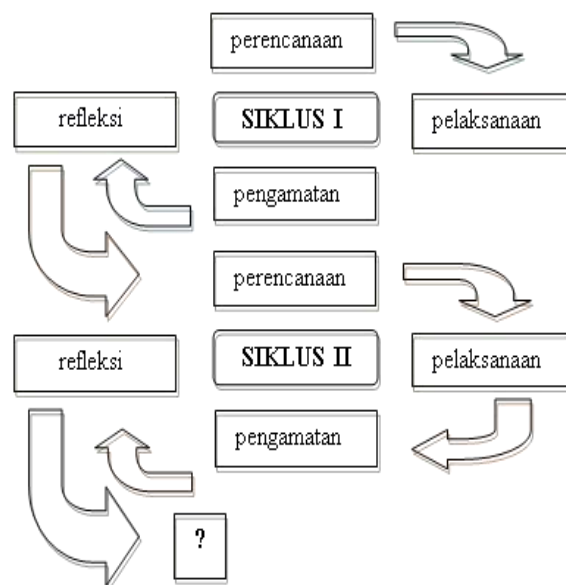 perencanaan
refleksi
SIKLUS I
pelaksanaan
pengamatan
perencanaan
refleksi
SIKLUS II
pelaksanaan
pengamatan
?